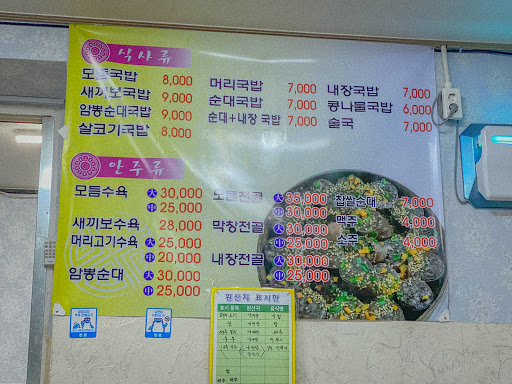 식사류
모듬국밥 8,000
새끼보국밥 9,000
암뽕순대국밥 9,000
살코기국밥 8,000
머리국밥 7,000
순대국밥 7,000
순대+내장 국밥 7,000
내장국밥 7,000
콩나물국밥 6,000
술국 7,000
안주류
모듬수육 大 30,000
中 25,000
새끼보수육 28,000
머리고기수육 大 25,000
中 20,000
암뽕순대 大 30,000
中 25,000
모듬전골 大 35,000
中 30,000
막창전골 大 30,000
中 25,000
내장전골 大 30,000
中 25,000
찹쌀순대 7,000
맥주 4,000
소주 4,000
원산지 표시판